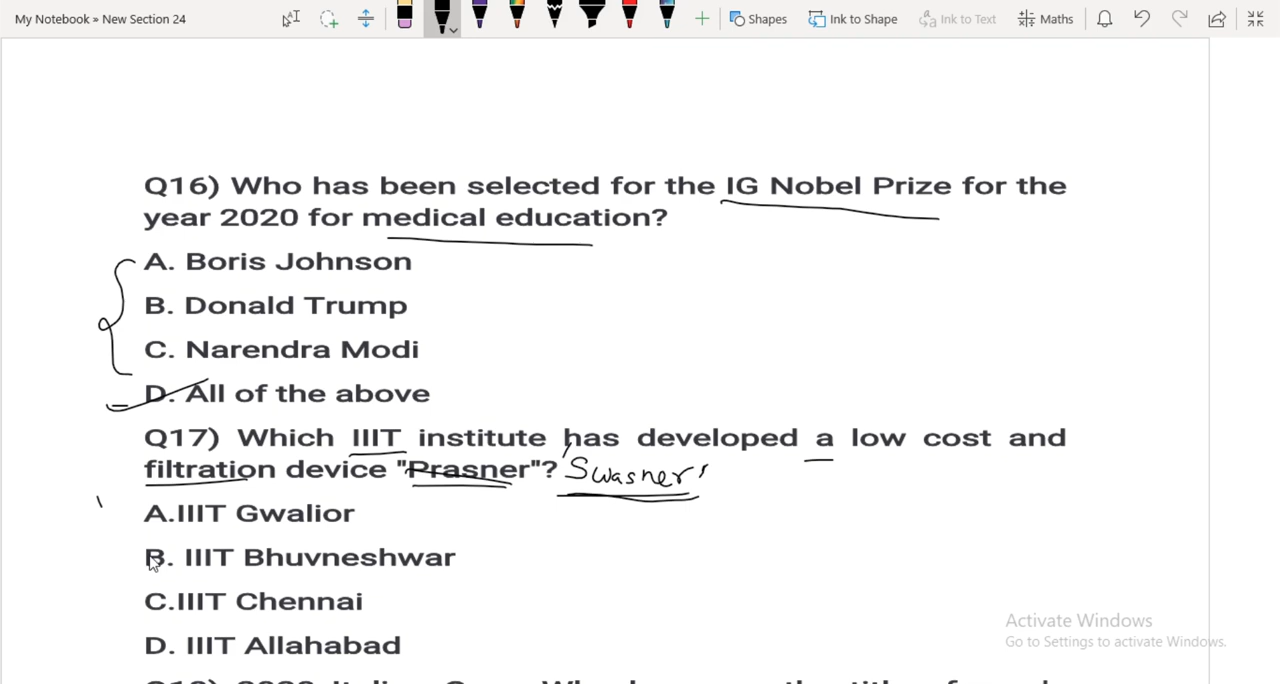 My Notebook » New Section 24
Shapes Ink to Shape Ink to Text Maths
Q16) Who has been selected for the IG Nobel Prize for the
year 2020 for medical education?
A. Boris Johnson
B. Donald Trump
C. Narendra Modi
D. All of the above
Q17) Which IIIT institute has developed a low cost and
filtration device "Prasner"? 'Swasner'
A.IIIT Gwalior
B. IIIT Bhuvneshwar
C.IIIT Chennai
D. IIIT Allahabad
Activate Windows
Go to Settings to activate Windows.